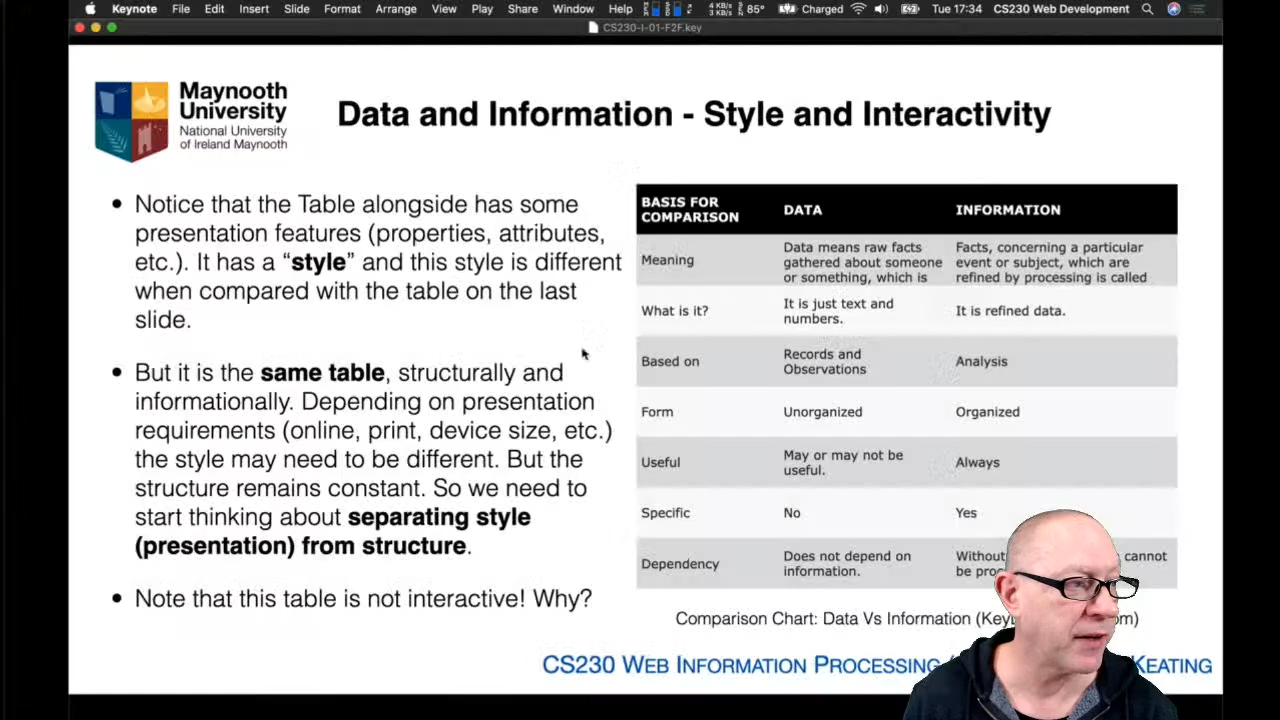 Keynote File Edit Insert Slide Format Arrange View Play Share Window Help 4 KB/s 3 KB/s 85° Charged Tue 17:34 CS230 Web Development
CS230-I-01-F2F.key
Maynooth
University
National University
of Ireland Maynooth
Data and Information - Style and Interactivity
• Notice that the Table alongside has some
presentation features (properties, attributes,
etc.). It has a “style” and this style is different
when compared with the table on the last
slide.
• But it is the same table, structurally and
informationally. Depending on presentation
requirements (online, print, device size, etc.)
the style may need to be different. But the
structure remains constant. So we need to
start thinking about separating style
(presentation) from structure.
• Note that this table is not interactive! Why?
BASIS FOR
COMPARISON
DATA
INFORMATION
Meaning
Data means raw facts
gathered about someone
or something, which is
Facts, concerning a particular
event or subject, which are
refined by processing is called
What is it?
It is just text and
numbers.
It is refined data.
Based on
Records and
Observations
Analysis
Form
Unorganized
Organized
Useful
May or may not be
useful.
Always
Specific
No
Yes
Dependency
Does not depend on
information.
Without cannot
be
Comparison Chart: Data Vs Information
CS230 WEB INFORMATION PROCESSING KEATING